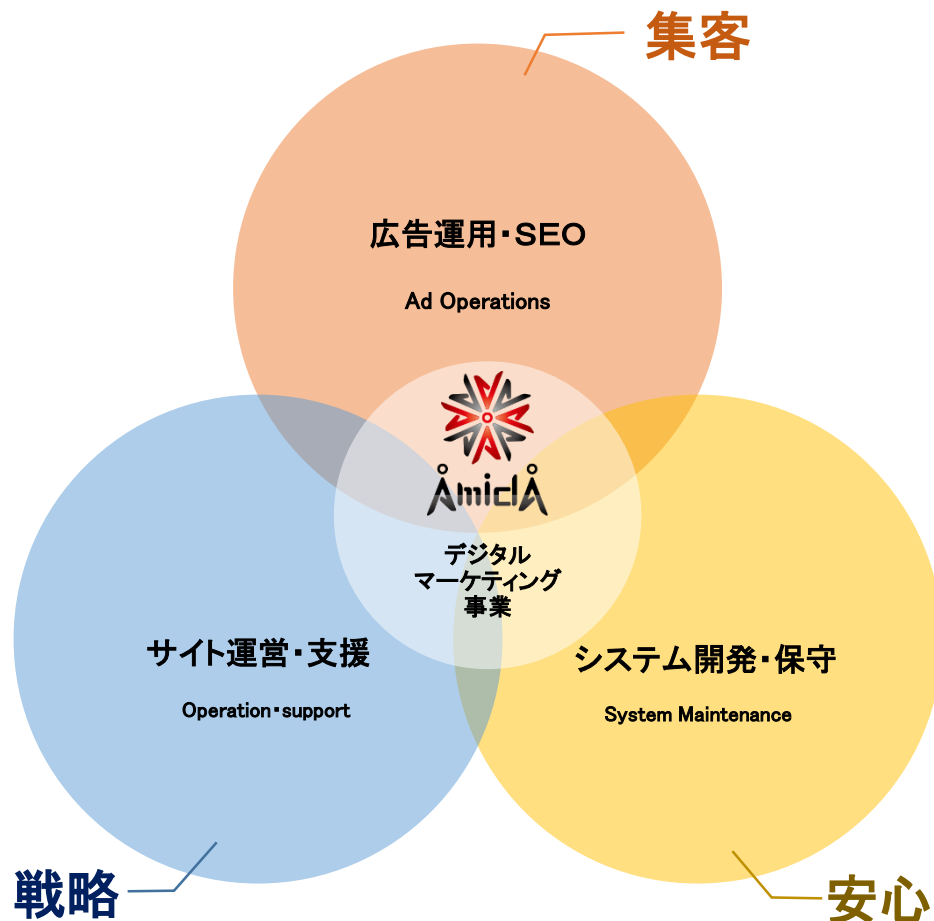 集客
広告運用・SEO
Ad Operations
AmidA
デジタル
マーケティング
事業
サイト運営・支援
Operation・support
システム開発・保守
System Maintenance
戦略
安心